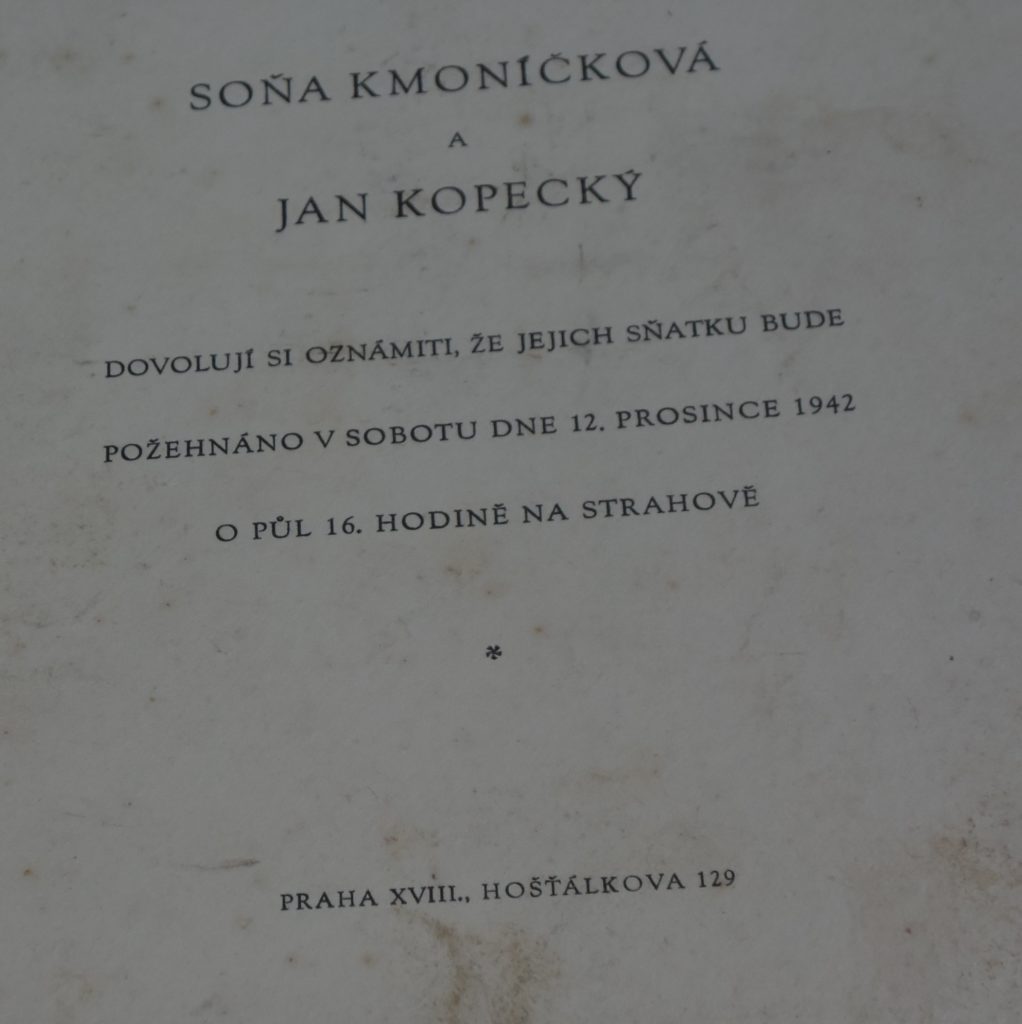 SOŇA KMONÍČKOVÁ
A
JAN KOPECKÝ
DOVOLUJÍ SI OZNÁMITI, ŽE JEJICH SŇATKU BUDE
POŽEHNÁNO V SOBOTU DNE 12. PROSINCE 1942
O PŮL 16. HODINĚ NA STRAHOVĚ
*
PRAHA XVIII., HOŠŤÁLKOVA 129